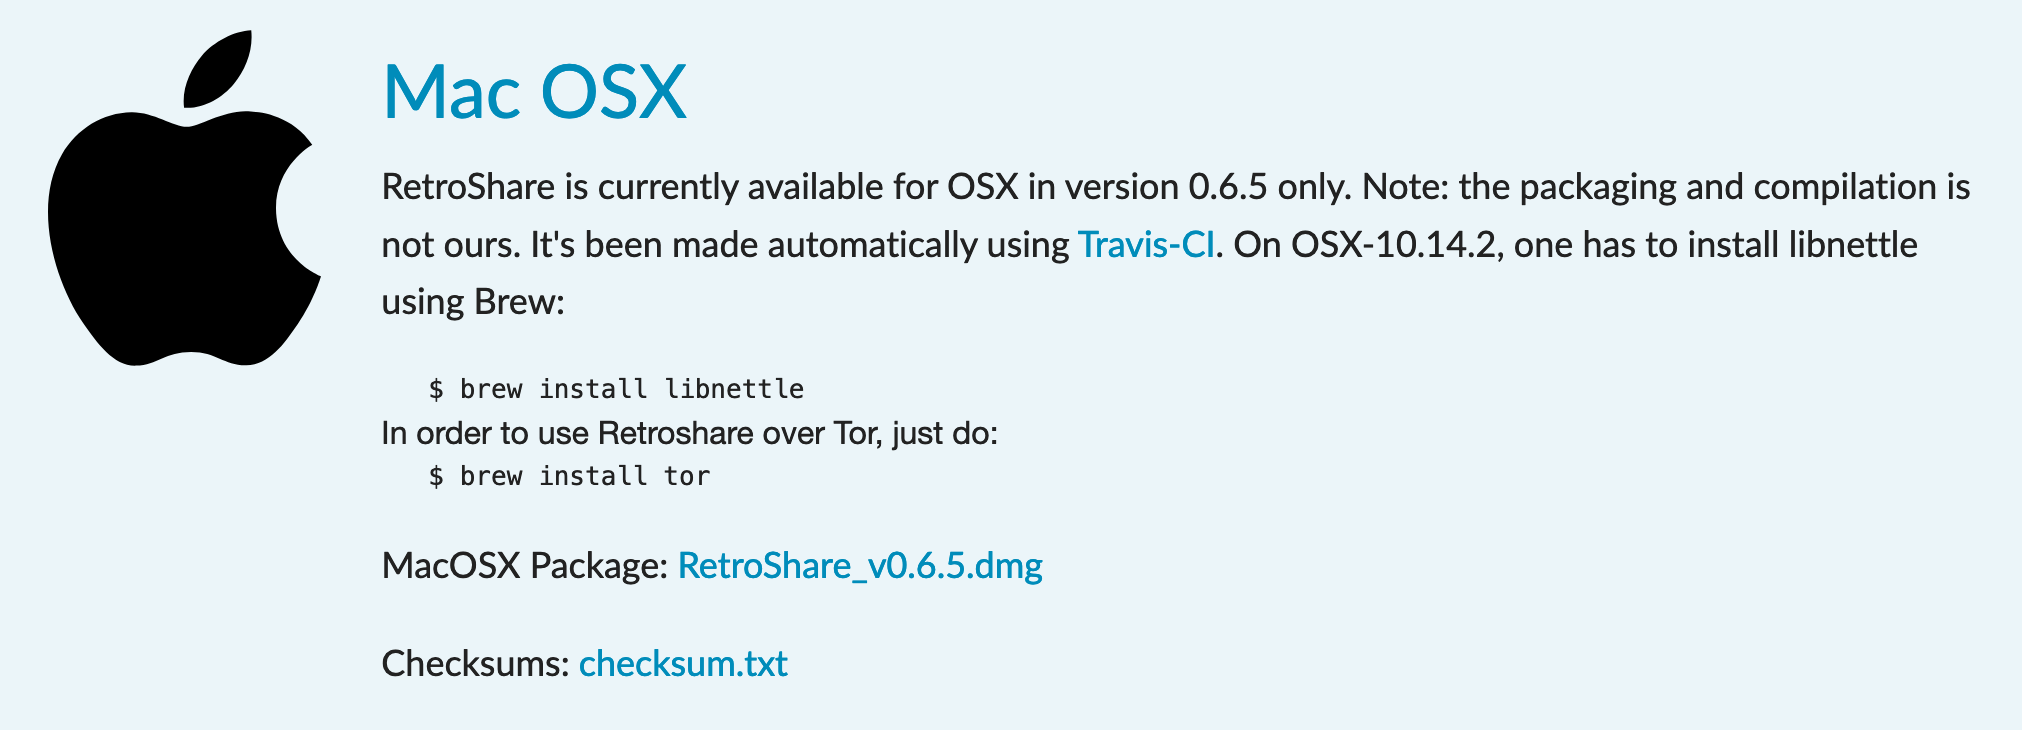 Mac OSX
RetroShare is currently available for OSX in version 0.6.5 only. Note: the packaging and compilation is
not ours. It's been made automatically using Travis-CI. On OSX-10.14.2, one has to install libnettle
using Brew:
$ brew install libnettle
In order to use Retroshare over Tor, just do:
$ brew install tor
MacOSX Package: RetroShare_v0.6.5.dmg
Checksums: checksum.txt